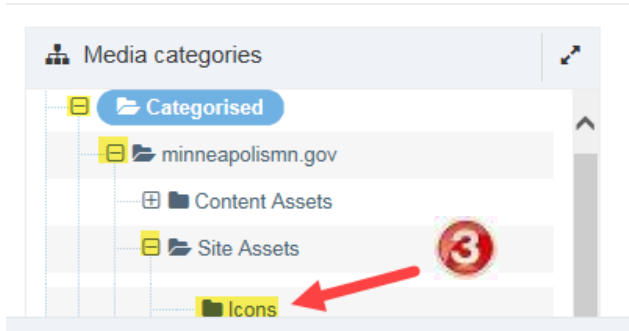 Media categories
Categorised
minneapolismn.gov
Content Assets
Site Assets
3
Icons